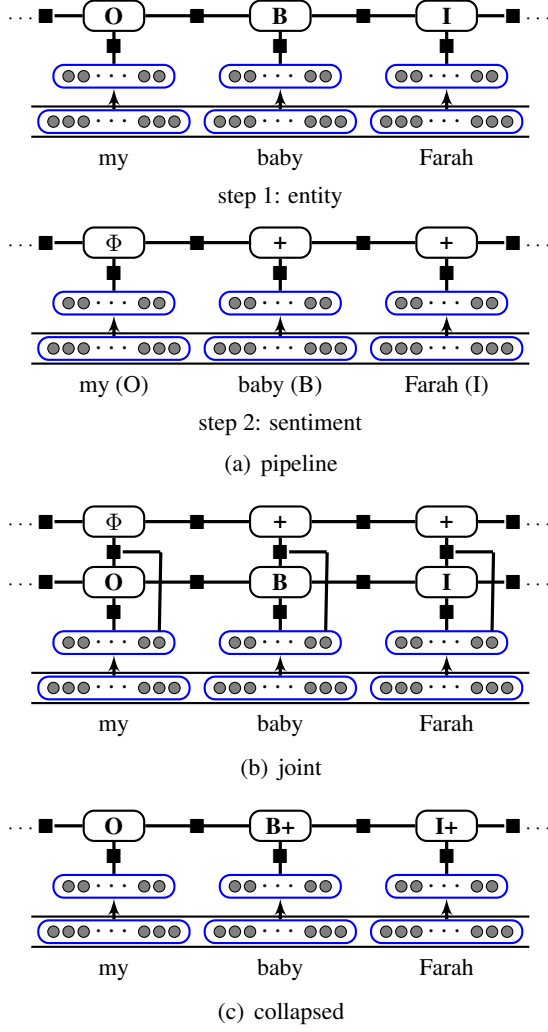 ... O B I ...
... ...
... ...
my baby Farah
step 1: entity
... Φ + + ...
... ...
... ...
my (O) baby (B) Farah (I)
step 2: sentiment
(a) pipeline
... Φ + + ...
... O B I ...
my baby Farah
(b) joint
... O B+ I+ ...
my baby Farah
(c) collapsed